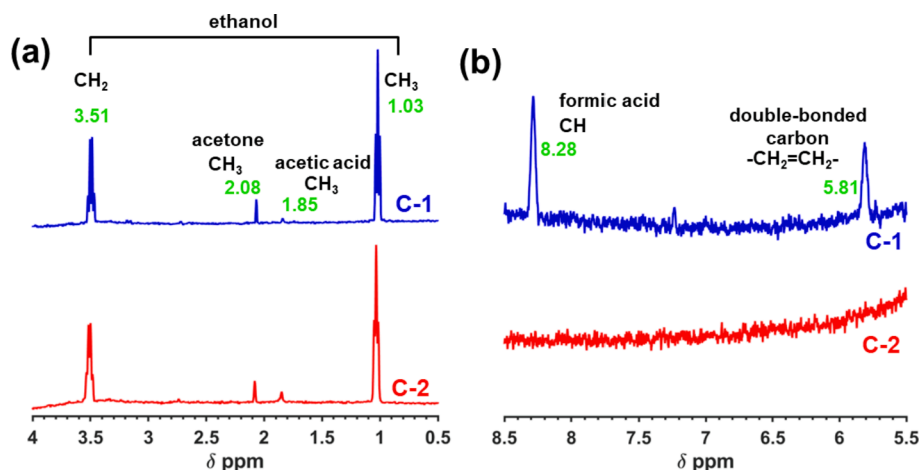 ethanol
(a)
CH₂
3.51
CH₃
1.03
acetone
CH₃
2.08
acetic acid
CH₃
1.85
C-1
C-2
4 3.5 3 2.5 2 1.5 1 0.5
δ ppm
(b)
formic acid
CH
8.28
double-bonded
carbon
-CH₂=CH₂-
5.81
C-1
C-2
8.5 8 7.5 7 6.5 6 5.5
δ ppm